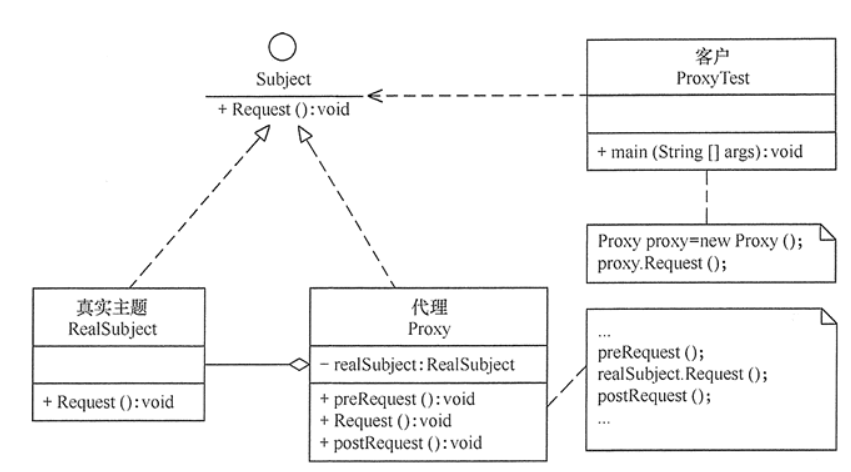 Subject
+ Request ():void
客户
ProxyTest
+ main (String [] args):void
Proxy proxy=new Proxy ();
proxy.Request ();
真实主题
RealSubject
+ Request ():void
代理
Proxy
− realSubject:RealSubject
+ preRequest ():void
+ Request ():void
+ postRequest ():void
...
preRequest ();
realSubject.Request ();
postRequest ();
...